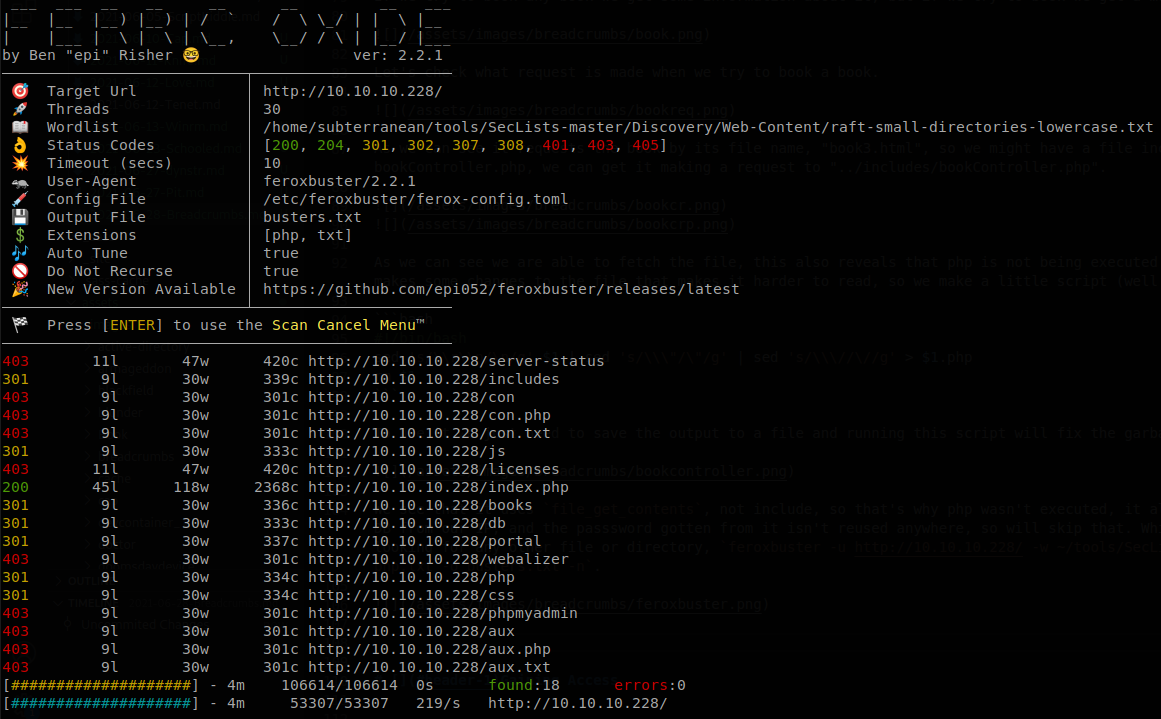 by Ben "epi" Risher 🤓 ver: 2.2.1
🎯 Target Url │ http://10.10.10.228/
🚀 Threads │ 30
📖 Wordlist │ /home/subterranean/tools/SecLists-master/Discovery/Web-Content/raft-small-directories-lowercase.txt
👌 Status Codes │ [200, 204, 301, 302, 307, 308, 401, 403, 405]
💥 Timeout (secs) │ 10
🦡 User-Agent │ feroxbuster/2.2.1
💉 Config File │ /etc/feroxbuster/ferox-config.toml
💾 Output File │ busters.txt
💲 Extensions │ [php, txt]
🎶 Auto Tune │ true
🚫 Do Not Recurse │ true
🎉 New Version Available │ https://github.com/epi052/feroxbuster/releases/latest
🏁 Press [ENTER] to use the Scan Cancel Menu™
403 11l 47w 420c http://10.10.10.228/server-status
301 9l 30w 339c http://10.10.10.228/includes
403 9l 30w 301c http://10.10.10.228/con
403 9l 30w 301c http://10.10.10.228/con.php
403 9l 30w 301c http://10.10.10.228/con.txt
301 9l 30w 333c http://10.10.10.228/js
403 11l 47w 420c http://10.10.10.228/licenses
200 45l 118w 2368c http://10.10.10.228/index.php
301 9l 30w 336c http://10.10.10.228/books
301 9l 30w 333c http://10.10.10.228/db
301 9l 30w 337c http://10.10.10.228/portal
403 9l 30w 301c http://10.10.10.228/webalizer
301 9l 30w 334c http://10.10.10.228/php
301 9l 30w 334c http://10.10.10.228/css
403 9l 30w 301c http://10.10.10.228/phpmyadmin
403 9l 30w 301c http://10.10.10.228/aux
403 9l 30w 301c http://10.10.10.228/aux.php
403 9l 30w 301c http://10.10.10.228/aux.txt
[####################] - 4m 106614/106614 0s found:18 errors:0
[####################] - 4m 53307/53307 219/s http://10.10.10.228/